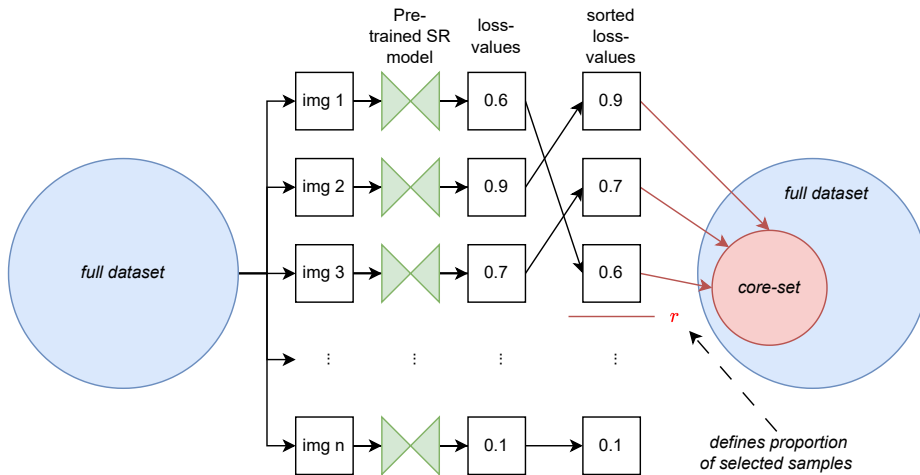 Pre-
trained SR
model
loss-
values
sorted
loss-
values
img 1
0.6
0.9
img 2
0.9
0.7
full dataset
full dataset
img 3
0.7
0.6
core-set
r
⋮
⋮
⋮
⋮
img n
0.1
0.1
defines proportion
of selected samples